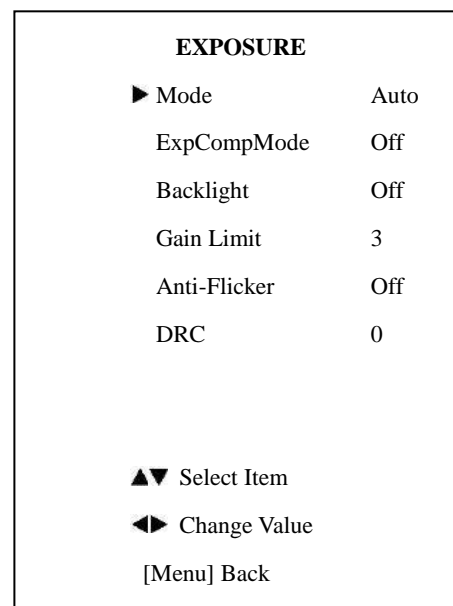 EXPOSURE
▶ Mode Auto
ExpCompMode Off
Backlight Off
Gain Limit 3
Anti-Flicker Off
DRC 0
▲▼ Select Item
◀▶ Change Value
[Menu] Back